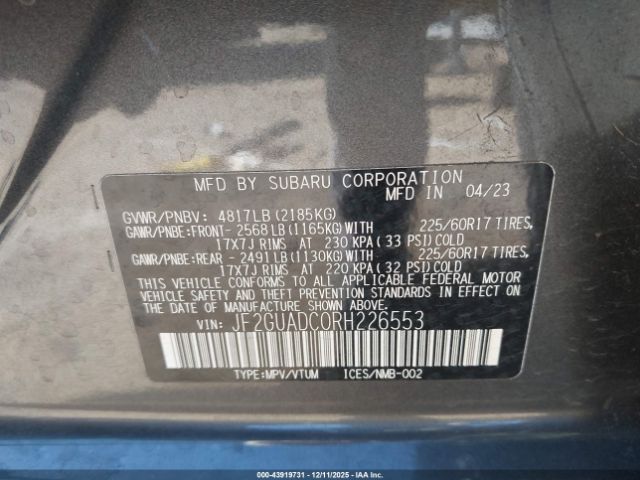 MFD BY SUBARU CORPORATION
MFD IN 04/23
GVWR/PNBV: 4817LB (2185KG)
GAWR/PNBE:FRONT- 2568LB (1165KG)WITH 225/60R17 TIRES,
17X7J RIMS AT 230 KPA (33 PSI)COLD
GAWR/PNBE:REAR - 2491LB (1130KG)WITH 225/60R17 TIRES,
17X7J RIMS AT 220 KPA (32 PSI)COLD
THIS VEHICLE CONFORMS TO ALL APPLICABLE FEDERAL MOTOR
VEHICLE SAFETY AND THEFT PREVENTION STANDARDS IN EFFECT ON
THE DATE OF MANUFACTURE SHOWN ABOVE.
VIN: JF2GUADC0RH226553
TYPE:MPV/VTUM ICES/NMB-002
000-43919731 - 12/11/2025 - IAA Inc.